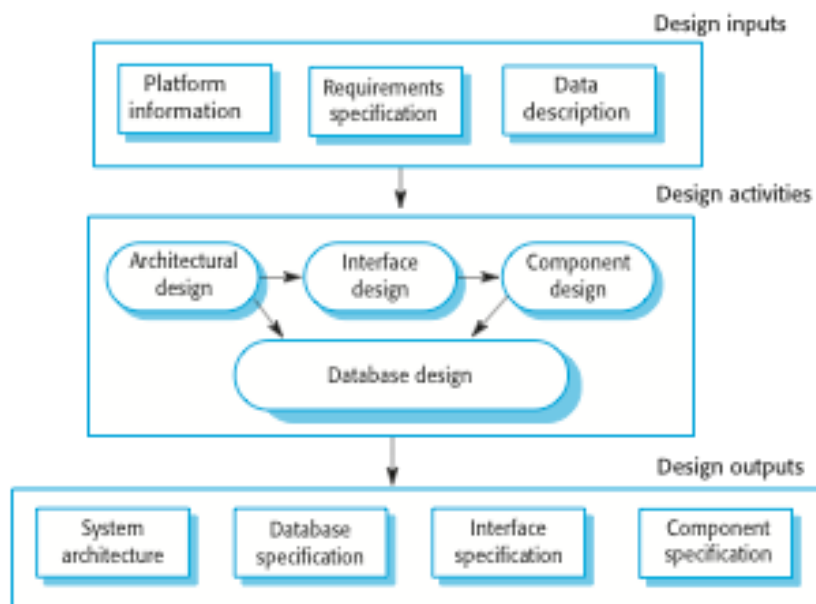 Design inputs
Platform
information
Requirements
specification
Data
description
Design activities
Architectural
design
Interface
design
Component
design
Database design
Design outputs
System
architecture
Database
specification
Interface
specification
Component
specification